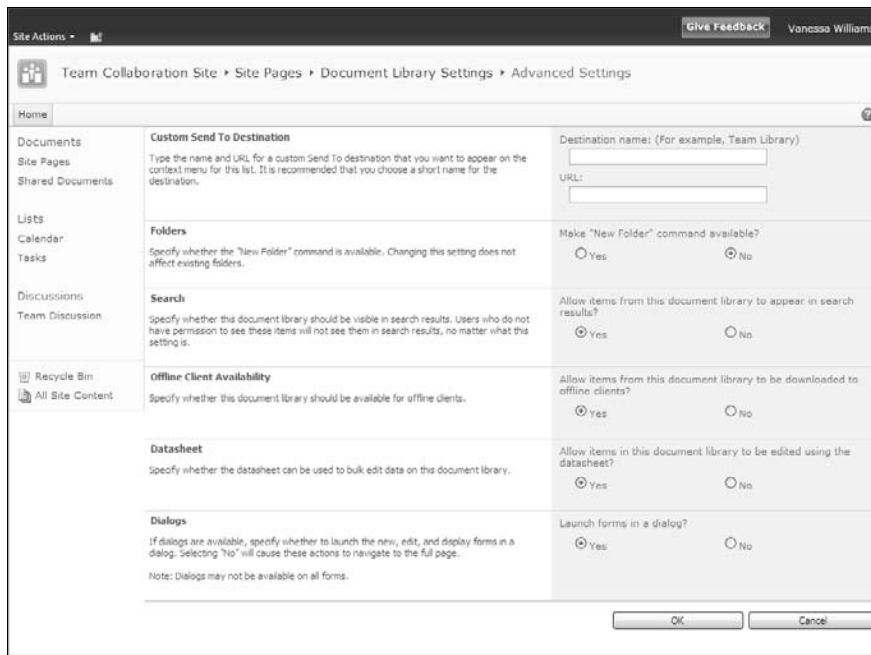 Site Actions
Give Feedback
Vanessa Williams
Team Collaboration Site ▸ Site Pages ▸ Document Library Settings ▸ Advanced Settings
Home
Documents
Site Pages
Shared Documents
Lists
Calendar
Tasks
Discussions
Team Discussion
Recycle Bin
All Site Content
Custom Send To Destination
Type the name and URL for a custom Send To destination that you want to appear on the
context menu for this list. It is recommended that you choose a short name for the
destination.
Destination name: (For example, Team Library)
URL:
Folders
Specify whether the "New Folder" command is available. Changing this setting does not
affect existing folders.
Make "New Folder" command available?
Yes No
Search
Specify whether this document library should be visible in search results. Users who do not
have permission to see these items will not see them in search results, no matter what this
setting is.
Allow items from this document library to appear in search
results?
Yes No
Offline Client Availability
Specify whether this document library should be available for offline clients.
Allow items from this document library to be downloaded to
offline clients?
Yes No
Datasheet
Specify whether the datasheet can be used to bulk edit data on this document library.
Allow items in this document library to be edited using the
datasheet?
Yes No
Dialogs
If dialogs are available, specify whether to launch the new, edit, and display forms in a
dialog. Selecting "No" will cause these actions to navigate to the full page.
Note: Dialogs may not be available on all forms.
Launch forms in a dialog?
Yes No
OK
Cancel